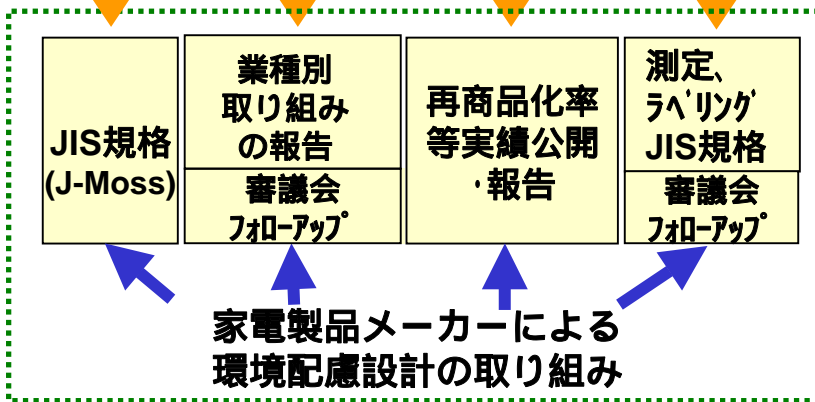 JIS規格
(J-Moss)
業種別
取り組み
の報告
審議会
ﾌｫﾛｰｱｯﾌﾟ
再商品化率
等実績公開
・報告
測定、
ﾗﾍﾞﾘﾝｸﾞ
JIS規格
審議会
ﾌｫﾛｰｱｯﾌﾟ
家電製品メーカーによる
環境配慮設計の取り組み